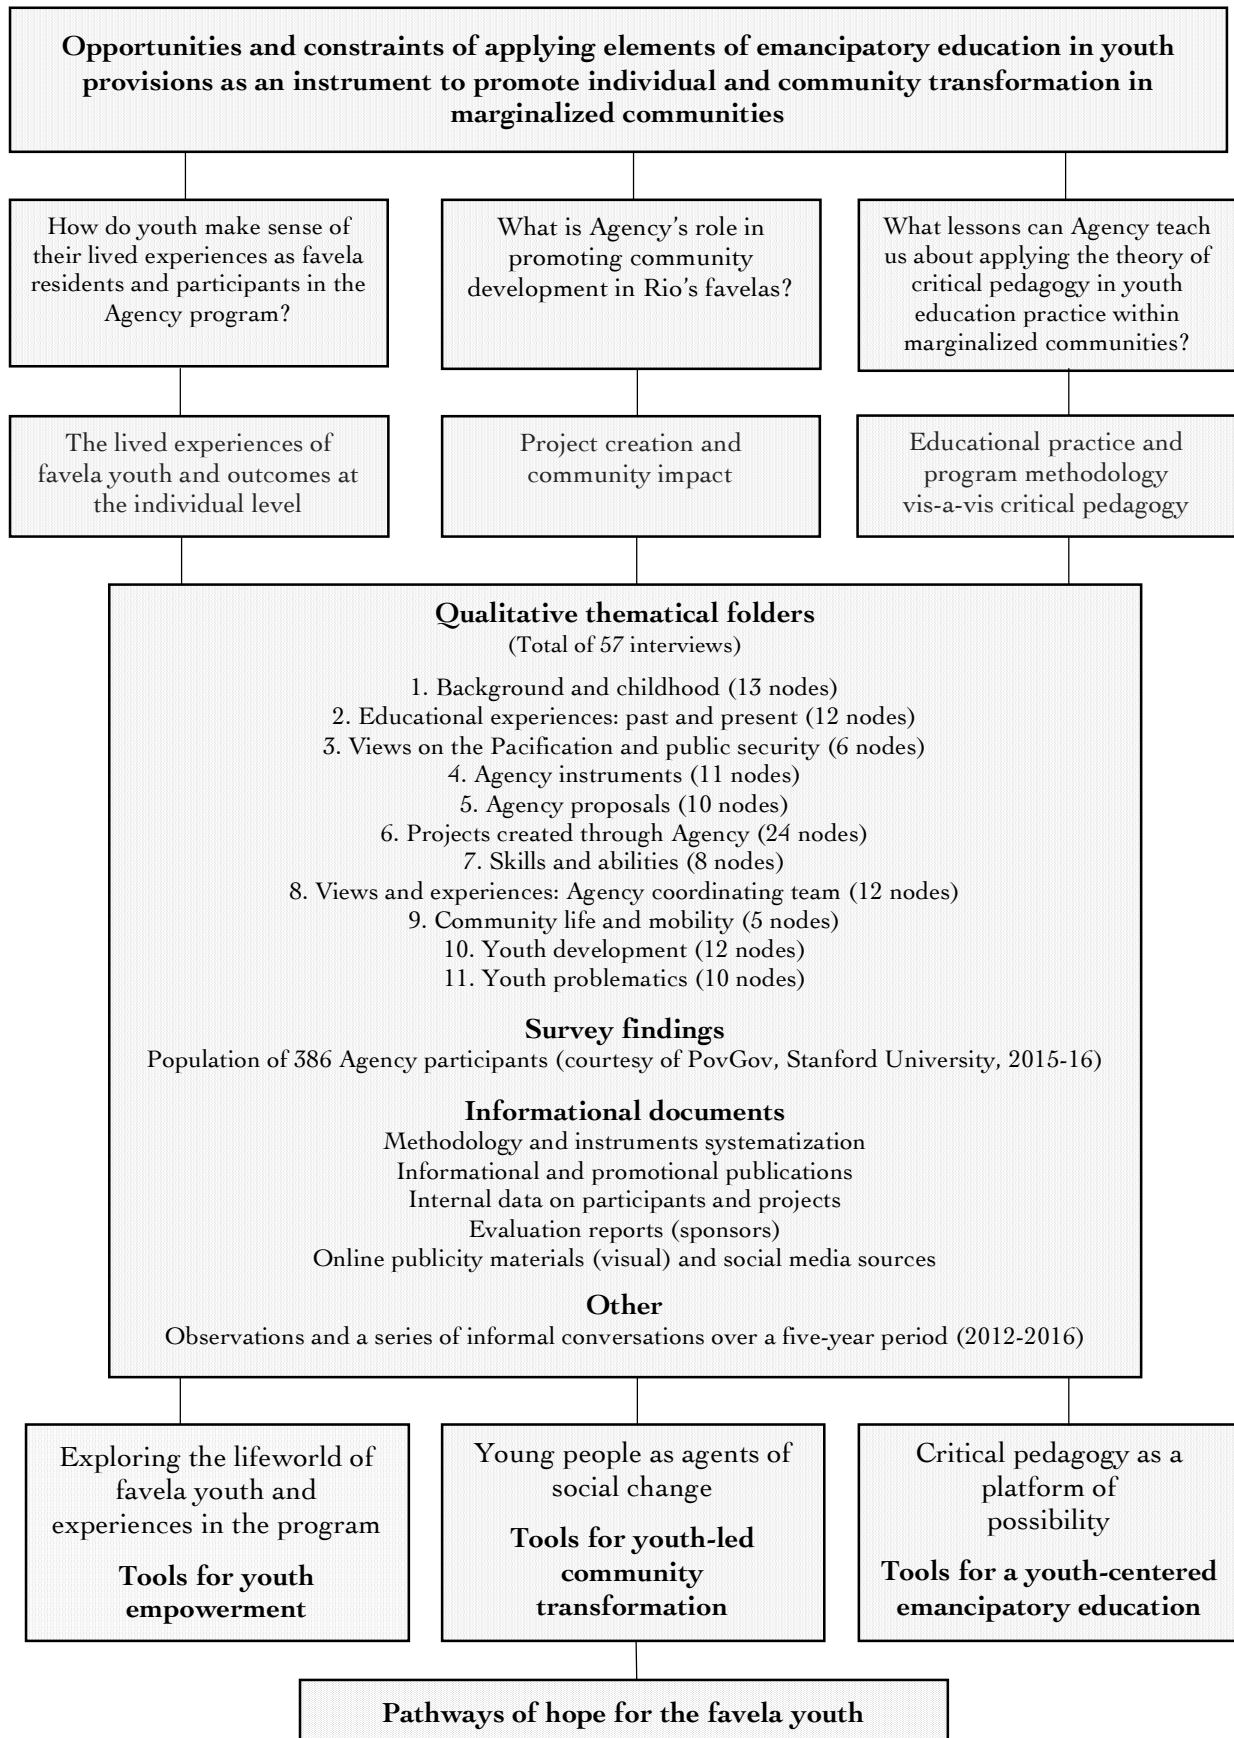 Opportunities and constraints of applying elements of emancipatory education in youth
provisions as an instrument to promote individual and community transformation in
marginalized communities
How do youth make sense of
their lived experiences as favela
residents and participants in the
Agency program?
What is Agency's role in
promoting community
development in Rio's favelas?
What lessons can Agency teach
us about applying the theory of
critical pedagogy in youth
education practice within
marginalized communities?
The lived experiences of
favela youth and outcomes at
the individual level
Project creation and
community impact
Educational practice and
program methodology
vis-a-vis critical pedagogy
Qualitative thematical folders
(Total of 57 interviews)
1. Background and childhood (13 nodes)
2. Educational experiences: past and present (12 nodes)
3. Views on the Pacification and public security (6 nodes)
4. Agency instruments (11 nodes)
5. Agency proposals (10 nodes)
6. Projects created through Agency (24 nodes)
7. Skills and abilities (8 nodes)
8. Views and experiences: Agency coordinating team (12 nodes)
9. Community life and mobility (5 nodes)
10. Youth development (12 nodes)
11. Youth problematics (10 nodes)
Survey findings
Population of 386 Agency participants (courtesy of PovGov, Stanford University, 2015-16)
Informational documents
Methodology and instruments systematization
Informational and promotional publications
Internal data on participants and projects
Evaluation reports (sponsors)
Online publicity materials (visual) and social media sources
Other
Observations and a series of informal conversations over a five-year period (2012-2016)
Exploring the lifeworld of
favela youth and
experiences in the program
Tools for youth
empowerment
Young people as agents of
social change
Tools for youth-led
community
transformation
Critical pedagogy as a
platform of
possibility
Tools for a youth-centered
emancipatory education
Pathways of hope for the favela youth